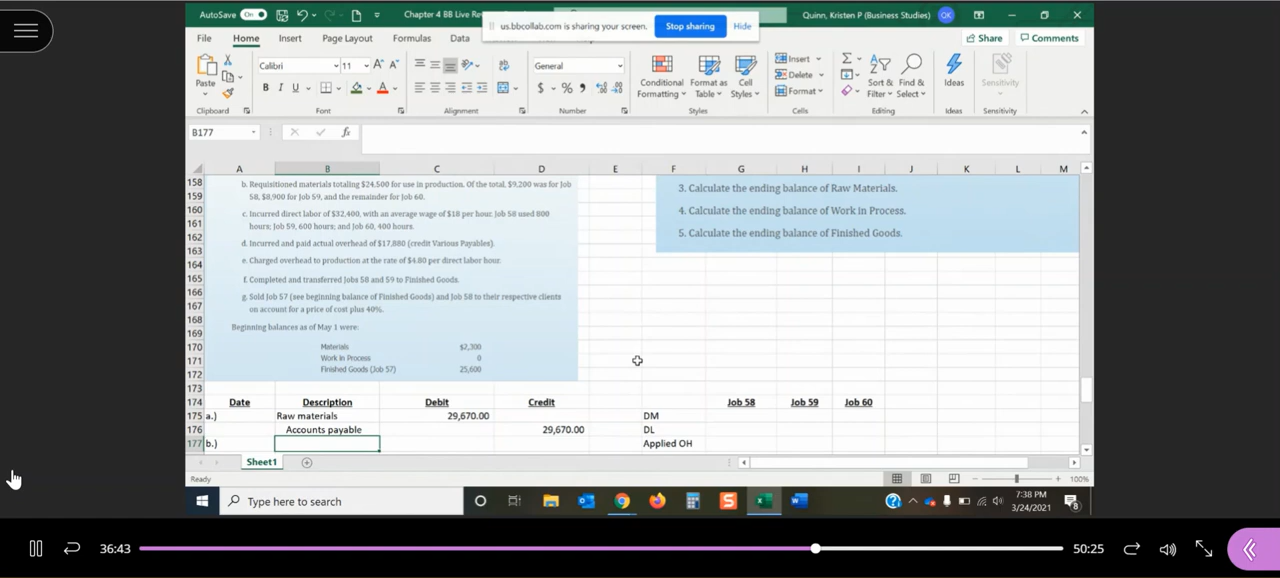 AutoSave On
Chapter 4 BB Live Re
us.bbcollab.com is sharing your screen.
Stop sharing
Hide
Quinn, Kristen P (Business Studies)
QK
File
Home
Insert
Page Layout
Formulas
Data
Share
Comments
Paste
Calibri
11
General
Conditional
Formatting
Format as
Table
Cell
Styles
Insert
Delete
Format
Sort &
Filter
Find &
Select
Ideas
Sensitivity
Clipboard
Font
Alignment
Number
Styles
Cells
Editing
Ideas
Sensitivity
B177
A B C D E F G H I J K L M
158 b. Requisitioned materials totaling $24,500 for use in production. Of the total, $9,200 was for Job
159 58, $8,900 for Job 59, and the remainder for Job 60. 3. Calculate the ending balance of Raw Materials.
160 c. Incurred direct labor of $32,400, with an average wage of $18 per hour. Job 58 used 800 4. Calculate the ending balance of Work in Process.
161 hours; Job 59, 600 hours; and Job 60, 400 hours.
162 d. Incurred and paid actual overhead of $17,880 (credit Various Payables). 5. Calculate the ending balance of Finished Goods.
163
164 e. Charged overhead to production at the rate of $4.80 per direct labor hour.
165 f. Completed and transferred Jobs 58 and 59 to Finished Goods.
166 g. Sold Job 57 (see beginning balance of Finished Goods) and Job 58 to their respective clients
167 on account for a price of cost plus 40%.
168
169 Beginning balances as of May 1 were:
170 Materials $2,300
171 Work in Process 0
172 Finished Goods (Job 57) 25,600
173
174 Date Description Debit Credit Job 58 Job 59 Job 60
175 a.) Raw materials 29,670.00 DM
176 Accounts payable 29,670.00 DL
177 b.) Applied OH
Sheet1
Ready
100%
Type here to search
7:38 PM
3/24/2021
8
36:43
50:25